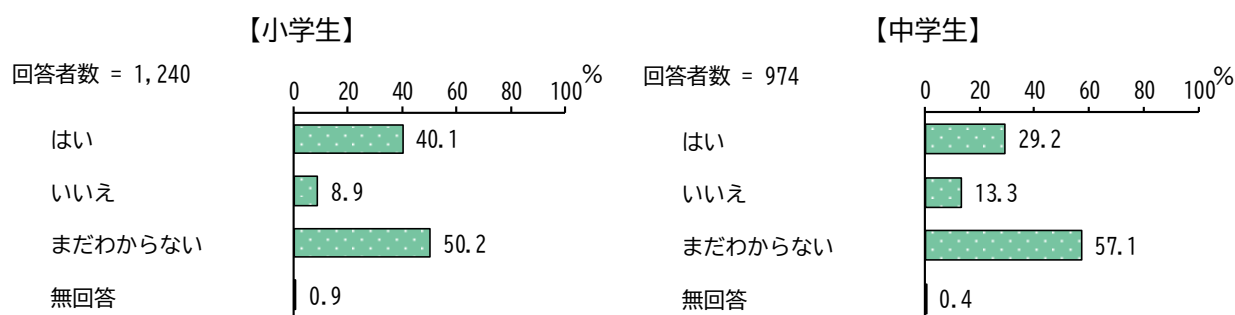 【小学生】
回答者数 = 1,240
0 20 40 60 80 100%
はい 40.1
いいえ 8.9
まだわからない 50.2
無回答 0.9
【中学生】
回答者数 = 974
0 20 40 60 80 100%
はい 29.2
いいえ 13.3
まだわからない 57.1
無回答 0.4